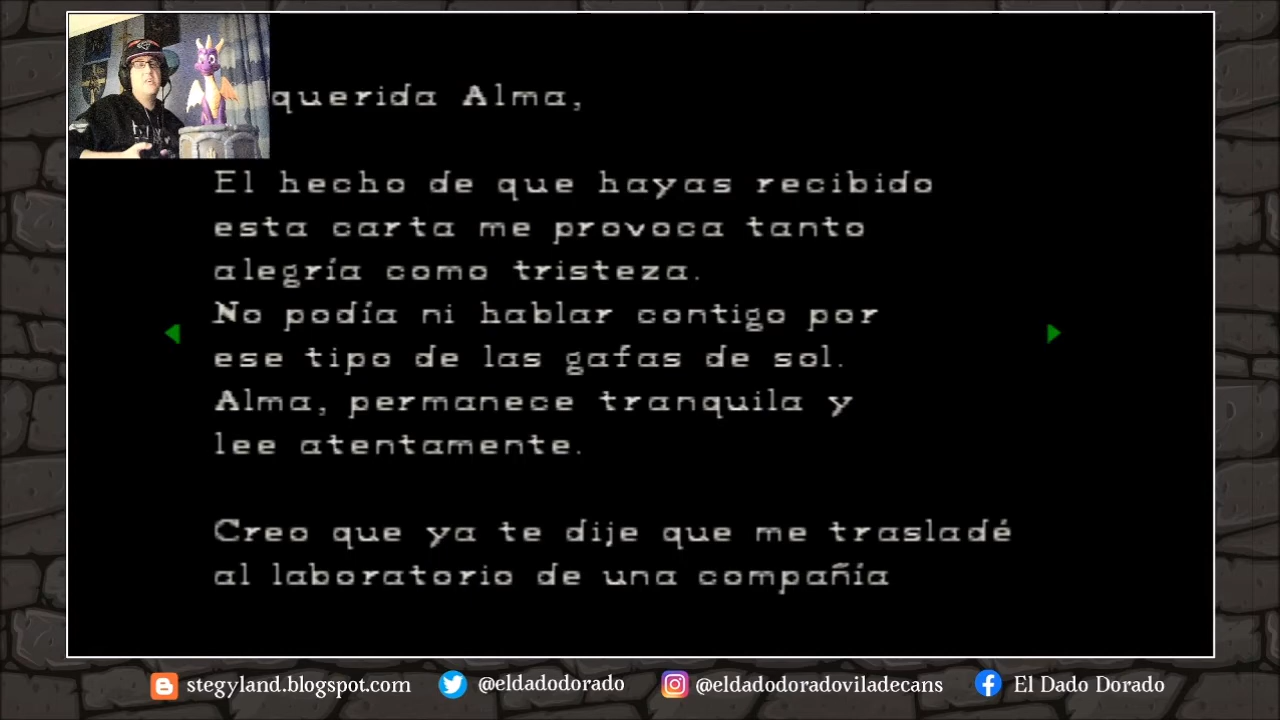 querida Alma,
El hecho de que hayas recibido
esta carta me provoca tanto
alegría como tristeza.
No podía ni hablar contigo por
ese tipo de las gafas de sol.
Alma, permanece tranquila y
lee atentamente.
Creo que ya te dije que me trasladé
al laboratorio de una compañía
stegyland.blogspot.com
@eldadodorado
@eldadodoradoviladecans
El Dado Dorado